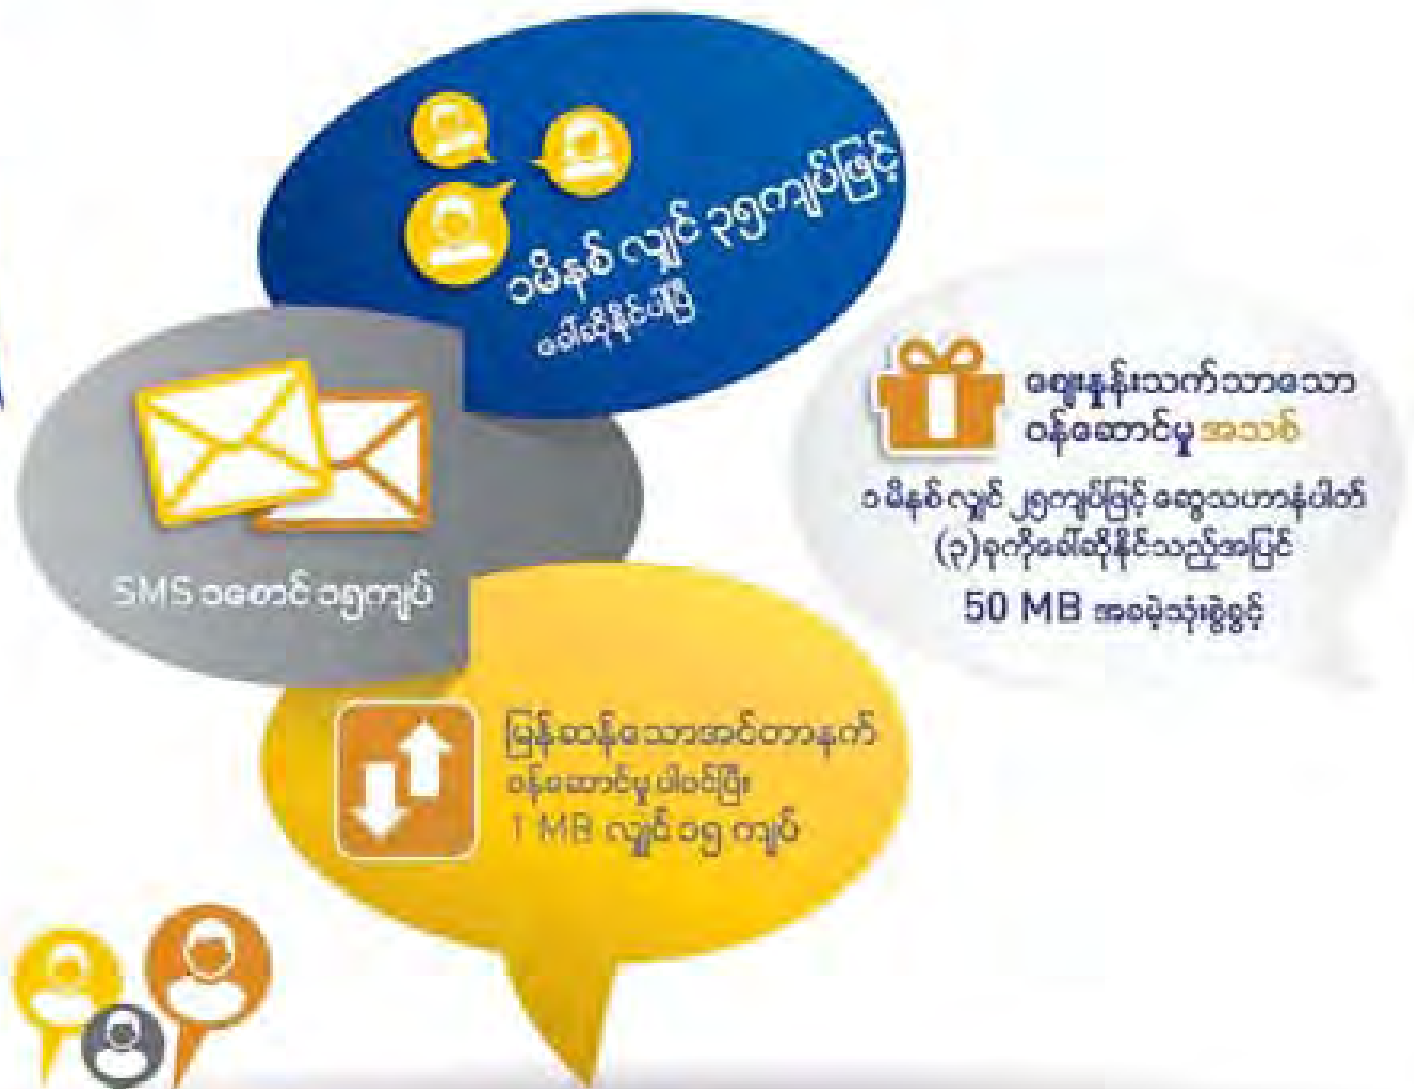 ၁မိနစ် လျှင် ၃၅ကျပ်ဖြင့်
ခေါ်ဆိုနိုင်ပါပြီ
SMS ၁စောင် ၁၅ကျပ်
စျေးနှုန်းသက်သာသော
ဝန်ဆောင်မှု အသစ်
၁ မိနစ် လျှင် ၂၅ကျပ်ဖြင့် ဆွေသဟာနံပါတ်
(၃)ခုကိုခေါ်ဆိုနိုင်သည့်အပြင်
50 MB အခမဲ့သုံးစွဲခွင့်
မြန်ဆန်သောအင်တာနက်
ဝန်ဆောင်မှု ပါဝင်ပြီး
1 MB လျှင် ၁၅ ကျပ်